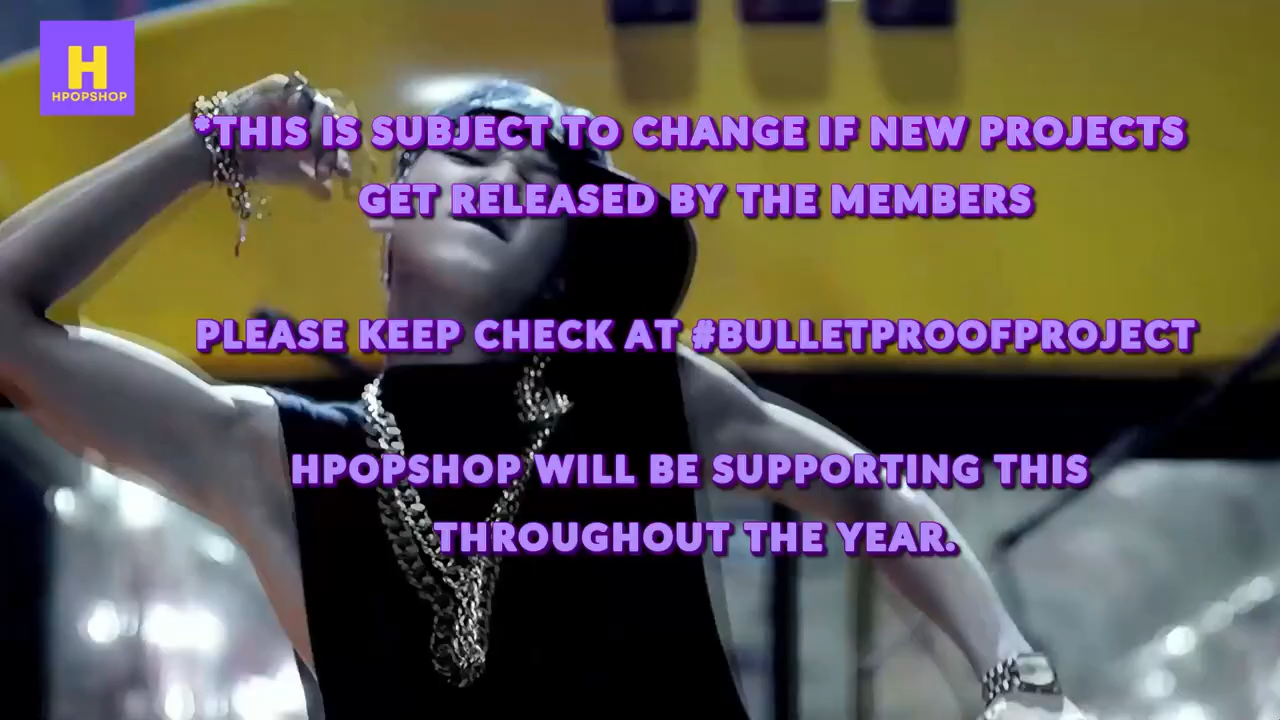 H
HPOPSHOP
*THIS IS SUBJECT TO CHANGE IF NEW PROJECTS
GET RELEASED BY THE MEMBERS
PLEASE KEEP CHECK AT #BULLETPROOFPROJECT
HPOPSHOP WILL BE SUPPORTING THIS
THROUGHOUT THE YEAR.